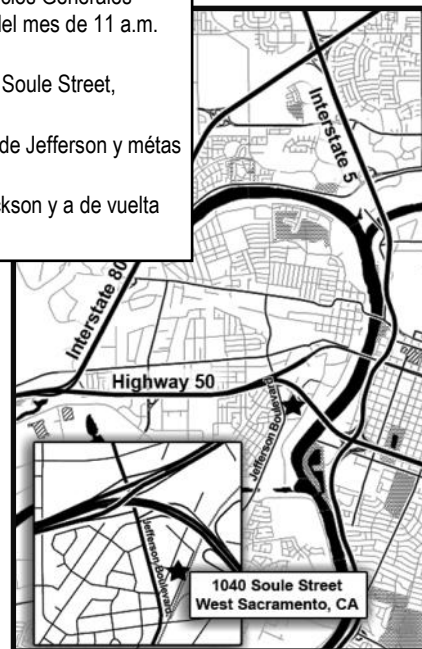 cios Generales
del mes de 11 a.m.
Soule Street,
de Jefferson y métas
ckson y a de vuelta
Interstate 5
Interstate 80
Highway 50
Jefferson Boulevard
Jefferson Boulevard
1040 Soule Street
West Sacramento, CA